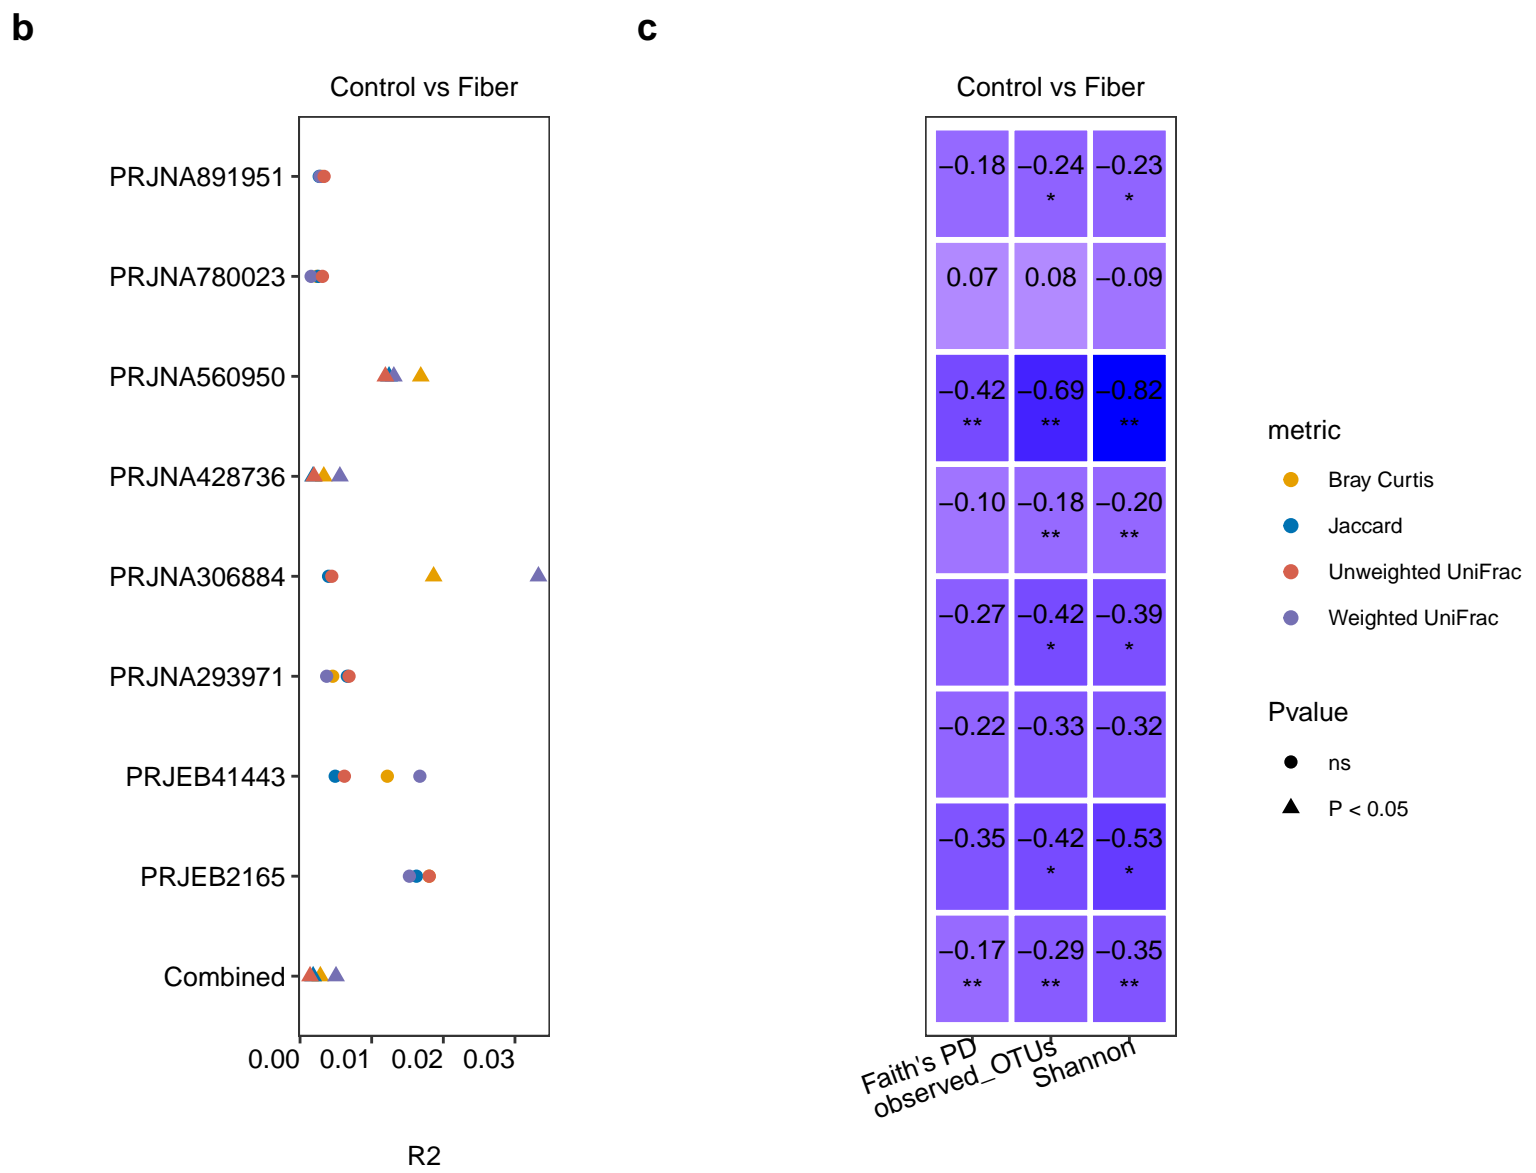 b
c
Control vs Fiber
Control vs Fiber
PRJNA891951
PRJNA780023
PRJNA560950
PRJNA428736
PRJNA306884
PRJNA293971
PRJEB41443
PRJEB2165
Combined
0.00 0.01 0.02 0.03
R2
−0.18 −0.24 −0.23
* *
0.07 0.08 −0.09
−0.42 −0.69 −0.82
** ** **
−0.10 −0.18 −0.20
** **
−0.27 −0.42 −0.39
* *
−0.22 −0.33 −0.32
−0.35 −0.42 −0.53
* *
−0.17 −0.29 −0.35
** ** **
Faith's PD
observed_OTUs
Shannon
metric
Bray Curtis
Jaccard
Unweighted UniFrac
Weighted UniFrac
Pvalue
ns
P < 0.05